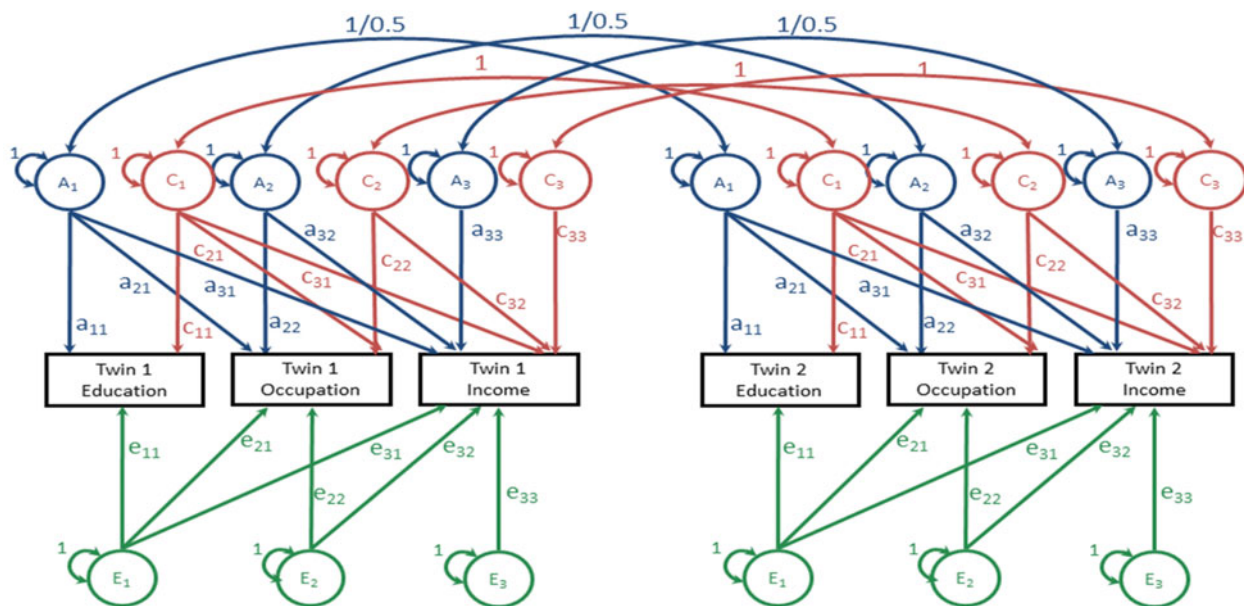 1/0.5 1/0.5 1/0.5
1 1 1
1 1 1 1 1 1 1 1 1 1 1 1
A1 C1 A2 C2 A3 C3 A1 C1 A2 C2 A3 C3
a32 a33 c33 a32 a33 c33
c21 c22 c21 c22
a21 a31 c31 c32 a21 a31 c31 c32
a11 c11 a22 a11 c11 a22
Twin 1 Twin 1 Twin 1 Twin 2 Twin 2 Twin 2
Education Occupation Income Education Occupation Income
e11 e21 e31 e32 e11 e21 e31 e32
e22 e33 e22 e33
1 1 1 1 1 1
E1 E2 E3 E1 E2 E3